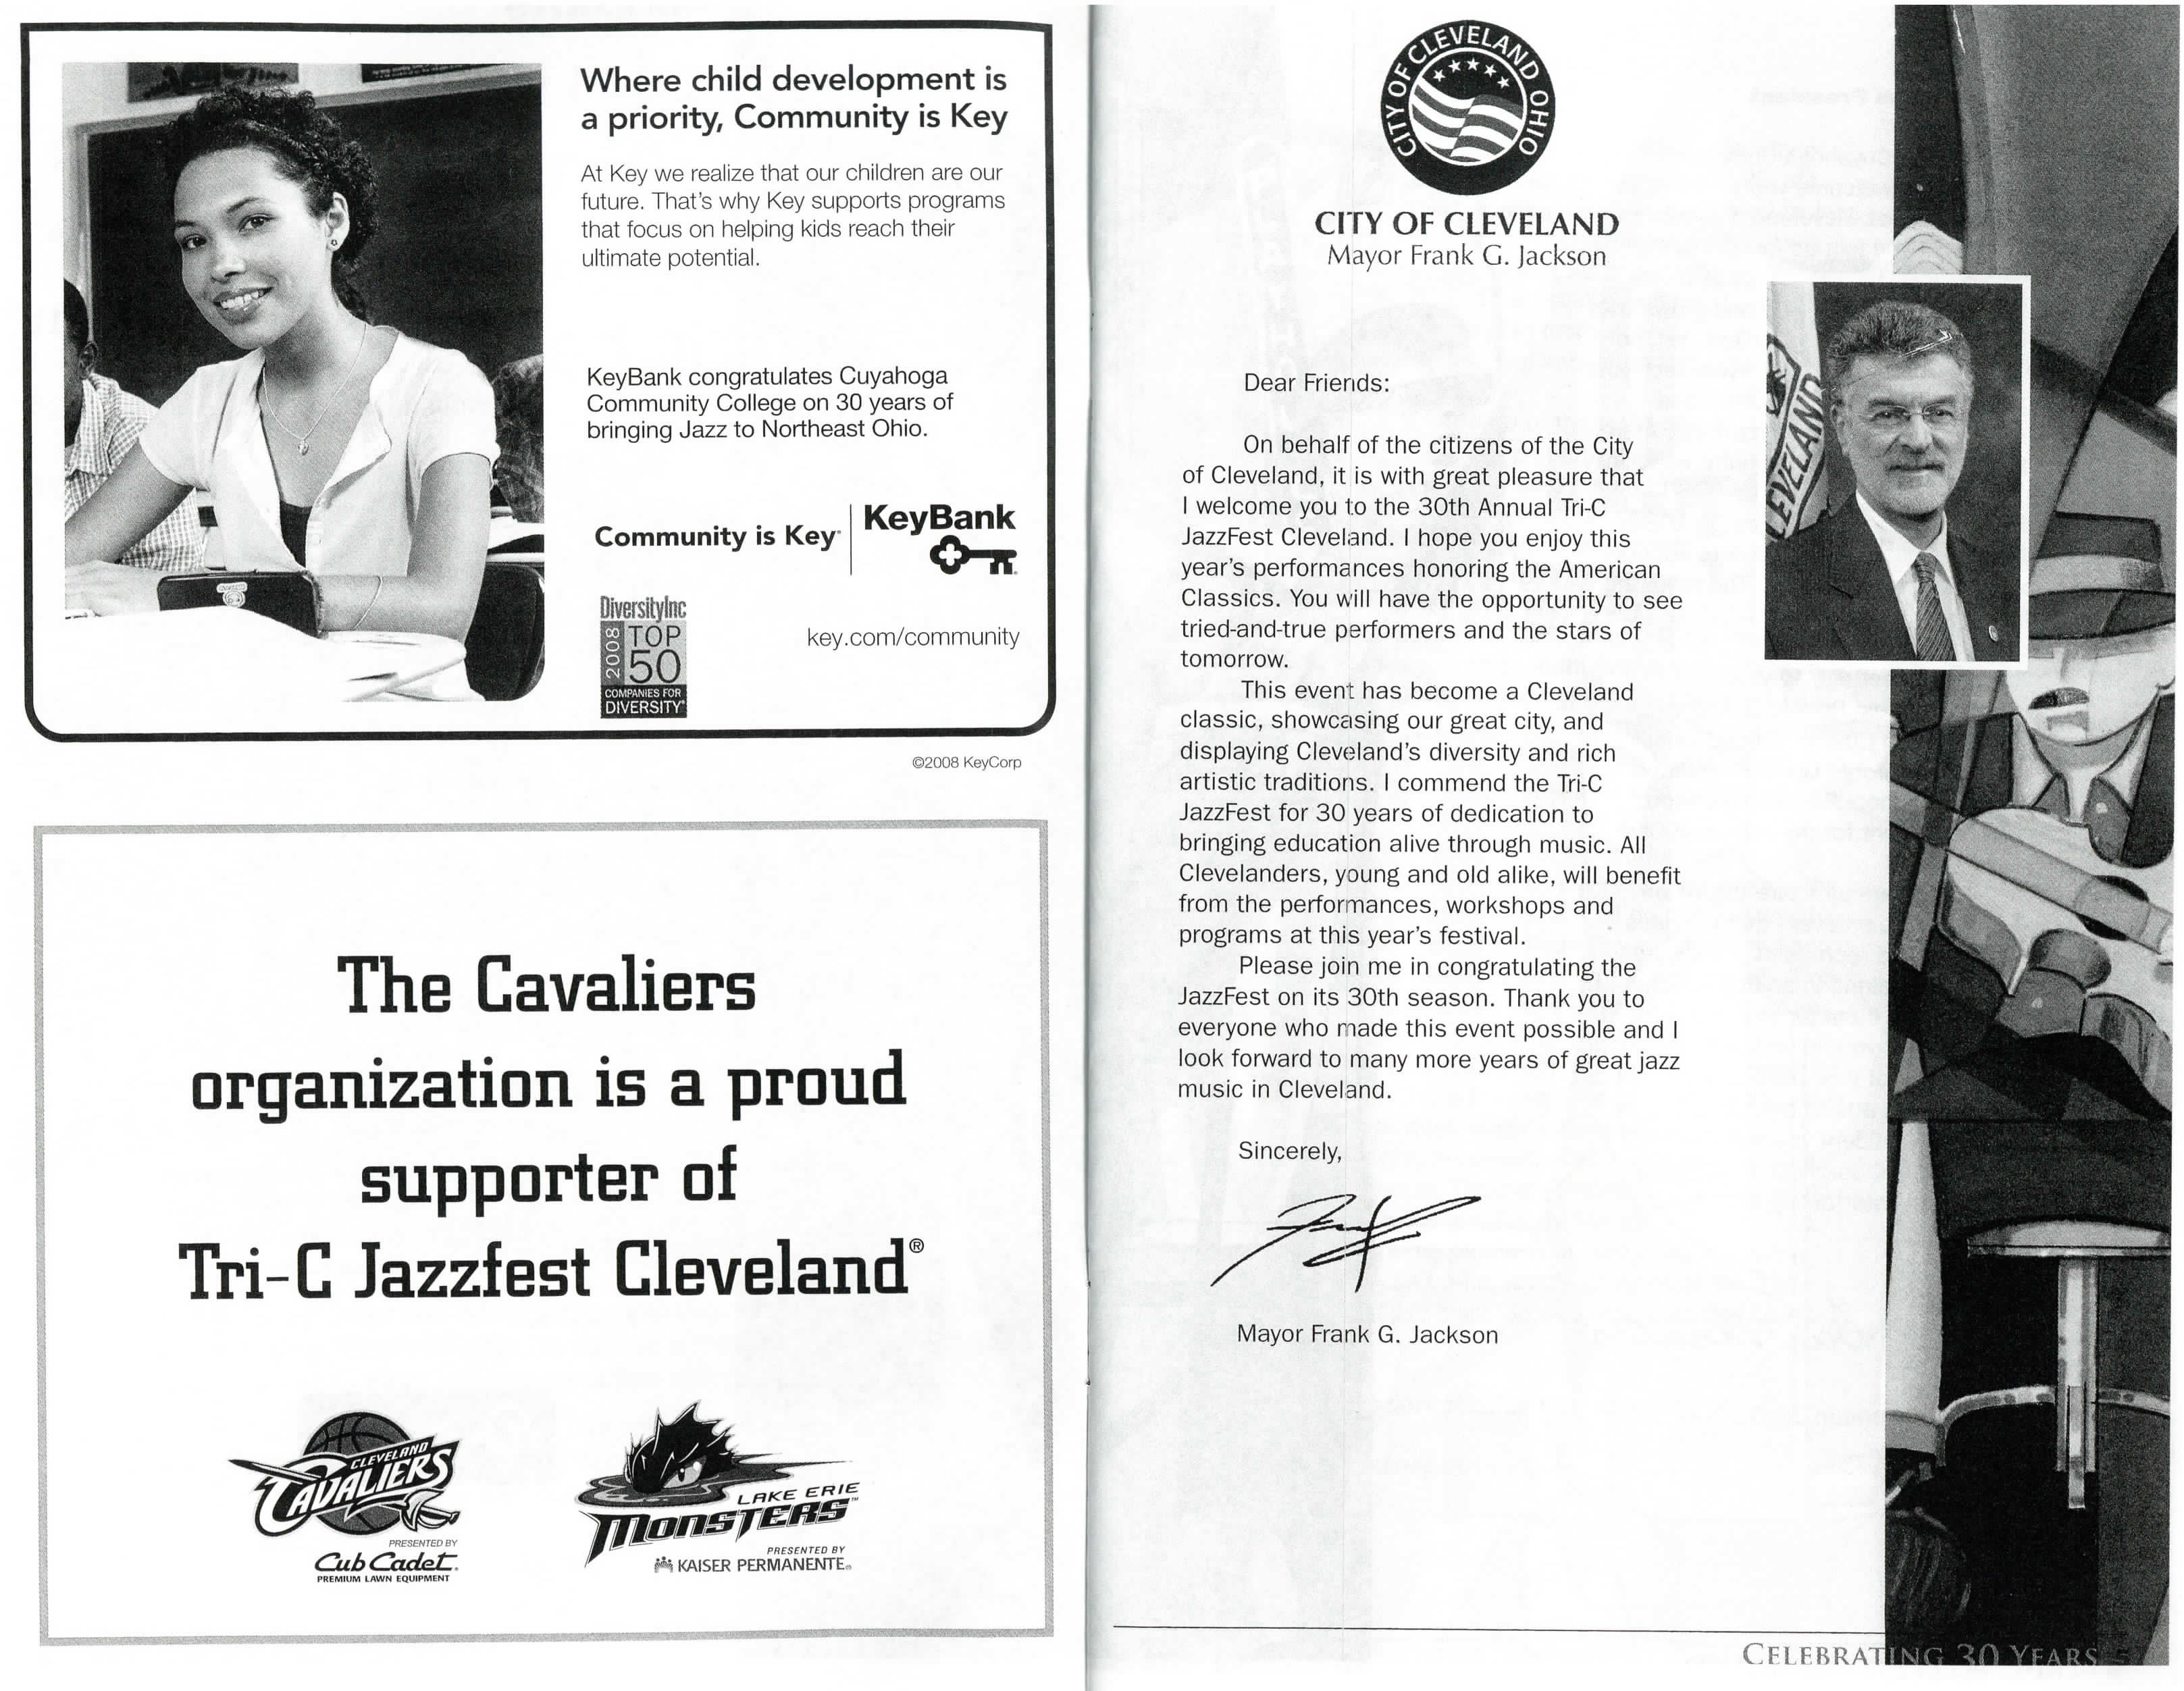 Where child development is
a priority, Community is Key
At Key we realize that our children are our
future. That's why Key supports programs
that focus on helping kids reach their
ultimate potential.
KeyBank congratulates Cuyahoga
Community College on 30 years of
bringing Jazz to Northeast Ohio.
Community is Key
KeyBank
DiversityInc
2008
TOP
50
COMPANIES FOR
DIVERSITY
key.com/community
©2008 KeyCorp
The Cavaliers
organization is a proud
supporter of
Tri-C Jazzfest Cleveland®
CLEVELAND
CAVALIERS
PRESENTED BY
Cub Cadet.
PREMIUM LAWN EQUIPMENT
LAKE ERIE
MONSTERS™
PRESENTED BY
KAISER PERMANENTE®
CITY OF CLEVELAND OHIO
CITY OF CLEVELAND
Mayor Frank G. Jackson
CLEVELAND
Dear Friends:
On behalf of the citizens of the City
of Cleveland, it is with great pleasure that
I welcome you to the 30th Annual Tri-C
JazzFest Cleveland. I hope you enjoy this
year's performances honoring the American
Classics. You will have the opportunity to see
tried-and-true performers and the stars of
tomorrow.
This event has become a Cleveland
classic, showcasing our great city, and
displaying Cleveland's diversity and rich
artistic traditions. I commend the Tri-C
JazzFest for 30 years of dedication to
bringing education alive through music. All
Clevelanders, young and old alike, will benefit
from the performances, workshops and
programs at this year's festival.
Please join me in congratulating the
JazzFest on its 30th season. Thank you to
everyone who made this event possible and I
look forward to many more years of great jazz
music in Cleveland.
Sincerely,
Mayor Frank G. Jackson
CELEBRATING 30 YEARS 5